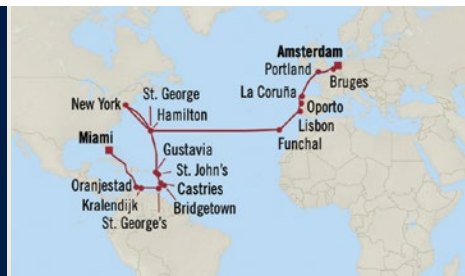 Amsterdam
Portland
Bruges
La Coruña
Oporto
Lisbon
Funchal
New York
St. George
Hamilton
Miami
Gustavia
St. John's
Oranjestad
Castries
Kralendijk
Bridgetown
St. George's